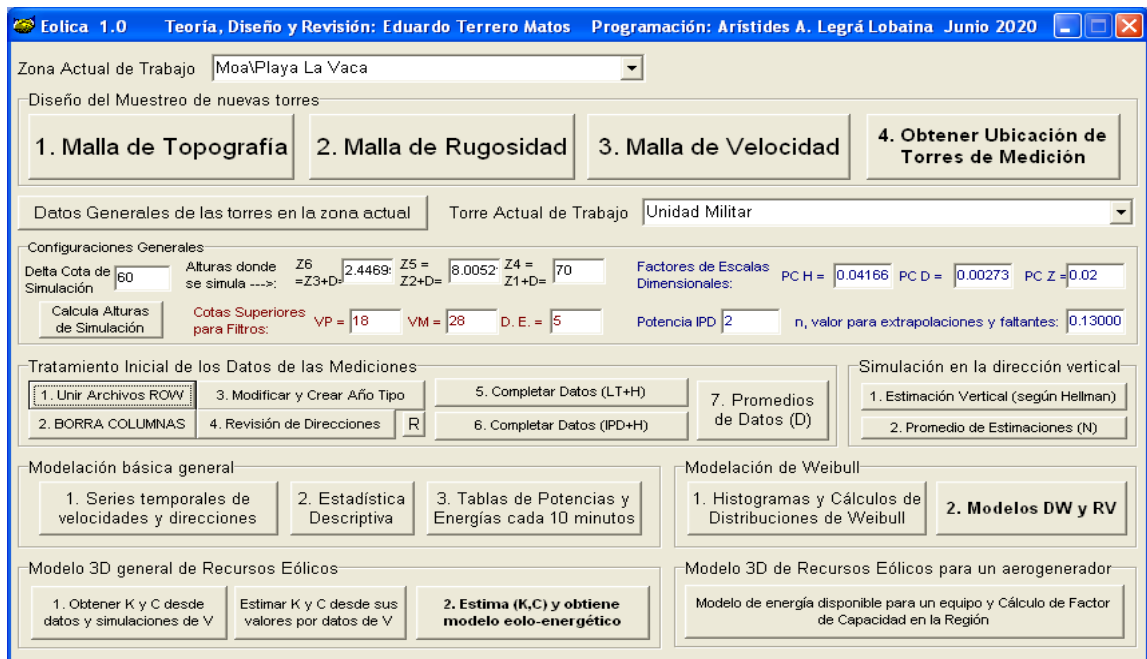 Eolica 1.0 Teoría, Diseño y Revisión: Eduardo Terrero Matos Programación: Arístides A. Legrá Lobaina Junio 2020
Zona Actual de Trabajo Moa\Playa La Vaca
Diseño del Muestreo de nuevas torres
1. Malla de Topografía
2. Malla de Rugosidad
3. Malla de Velocidad
4. Obtener Ubicación de
Torres de Medición
Datos Generales de las torres en la zona actual
Torre Actual de Trabajo Unidad Militar
Configuraciones Generales
Delta Cota de
Simulación
60
Alturas donde
se simula --->:
Z6
=Z3+D=
2.4469
Z5 =
Z2+D=
8.0052
Z4 =
Z1+D=
70
Factores de Escalas
Dimensionales:
PC H = 0.04166 PC D = 0.00273 PC Z = 0.02
Calcula Alturas
de Simulación
Cotas Superiores
para Filtros:
VP = 18 VM = 28 D. E. = 5
Potencia IPD 2 n, valor para extrapolaciones y faltantes: 0.13000
Tratamiento Inicial de los Datos de las Mediciones
1. Unir Archivos ROW
2. BORRA COLUMNAS
3. Modificar y Crear Año Tipo
4. Revisión de Direcciones
R
5. Completar Datos (LT+H)
6. Completar Datos (IPD+H)
7. Promedios
de Datos (D)
Simulación en la dirección vertical
1. Estimación Vertical (según Hellman)
2. Promedio de Estimaciones (N)
Modelación básica general
1. Series temporales de
velocidades y direcciones
2. Estadística
Descriptiva
3. Tablas de Potencias y
Energías cada 10 minutos
Modelación de Weibull
1. Histogramas y Cálculos de
Distribuciones de Weibull
2. Modelos DW y RV
Modelo 3D general de Recursos Eólicos
1. Obtener K y C desde
datos y simulaciones de V
Estimar K y C desde sus
valores por datos de V
2. Estima (K,C) y obtiene
modelo eolo-energético
Modelo 3D de Recursos Eólicos para un aerogenerador
Modelo de energía disponible para un equipo y Cálculo de Factor
de Capacidad en la Región